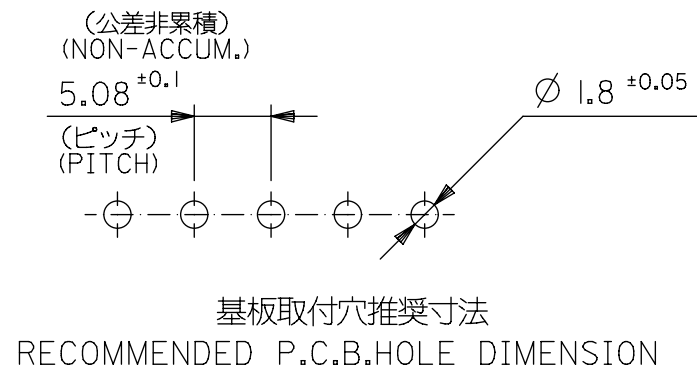 (公差非累積)
(NON-ACCUM.)
5.08 ±0.1
(ピッチ)
(PITCH)
∅ 1.8 ±0.05
基板取付穴推奨寸法
RECOMMENDED P.C.B.HOLE DIMENSION